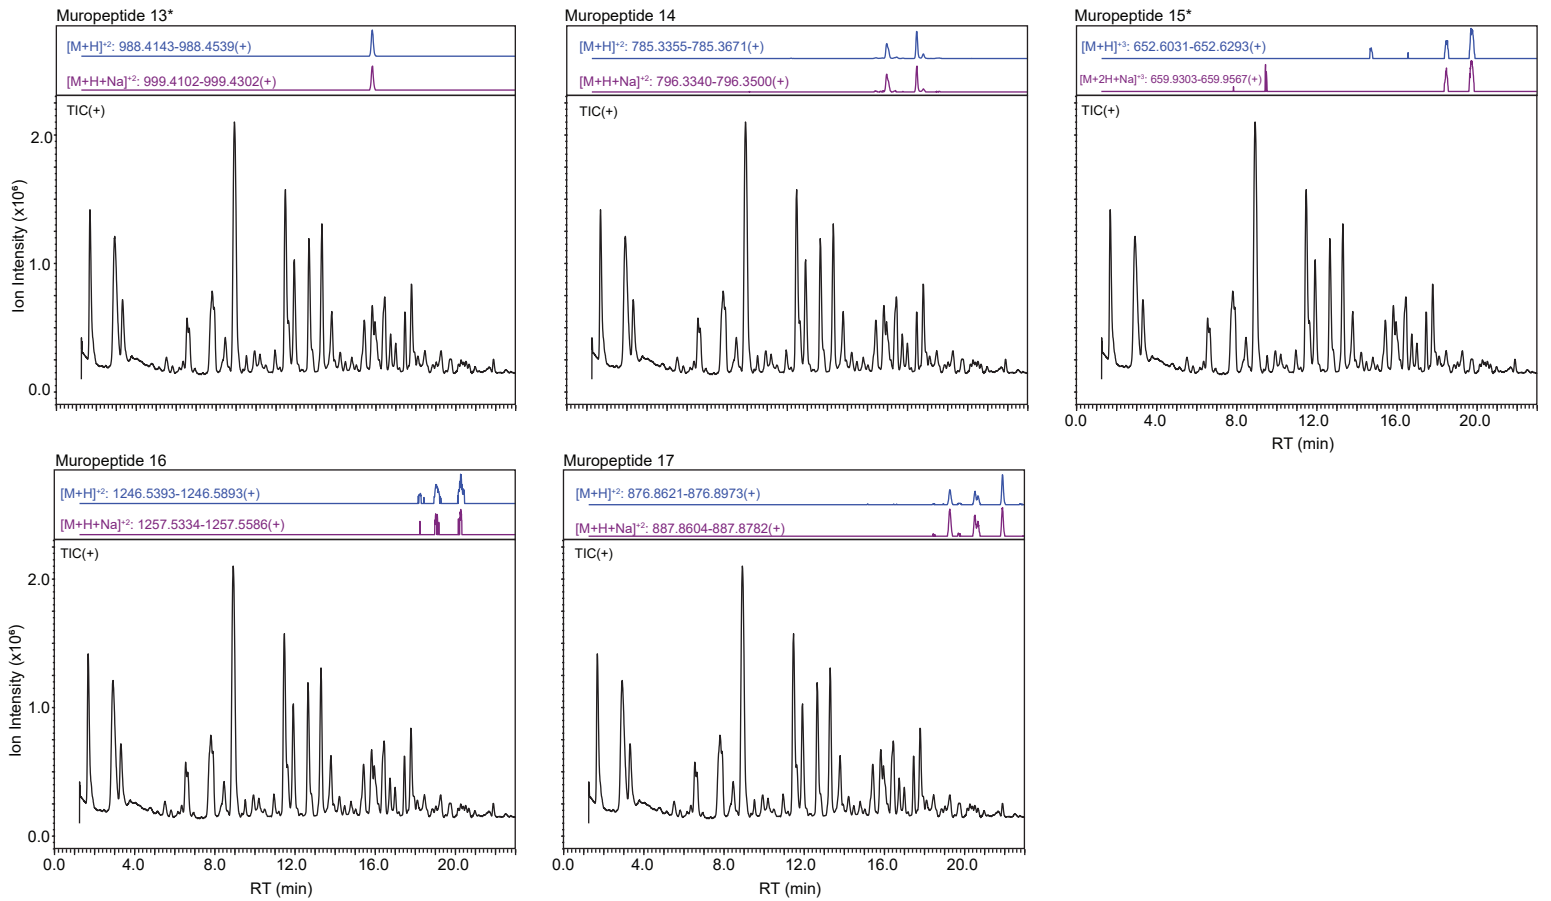 Muropeptide 13*
[M+H]⁺²: 988.4143-988.4539(+)
[M+H+Na]⁺²: 999.4102-999.4302(+)
TIC(+)
2.0
1.0
0.0
Ion Intensity (x10⁶)
Muropeptide 14
[M+H]⁺²: 785.3355-785.3671(+)
[M+H+Na]⁺²: 796.3340-796.3500(+)
TIC(+)
Muropeptide 15*
[M+H]⁺³: 652.6031-652.6293(+)
[M+2H+Na]⁺³: 659.9303-659.9567(+)
TIC(+)
0.0 4.0 8.0 12.0 16.0 20.0
RT (min)
Muropeptide 16
[M+H]⁺²: 1246.5393-1246.5893(+)
[M+H+Na]⁺²: 1257.5334-1257.5586(+)
TIC(+)
2.0
1.0
0.0
Ion Intensity (x10⁶)
0.0 4.0 8.0 12.0 16.0 20.0
RT (min)
Muropeptide 17
[M+H]⁺²: 876.8621-876.8973(+)
[M+H+Na]⁺²: 887.8604-887.8782(+)
TIC(+)
0.0 4.0 8.0 12.0 16.0 20.0
RT (min)